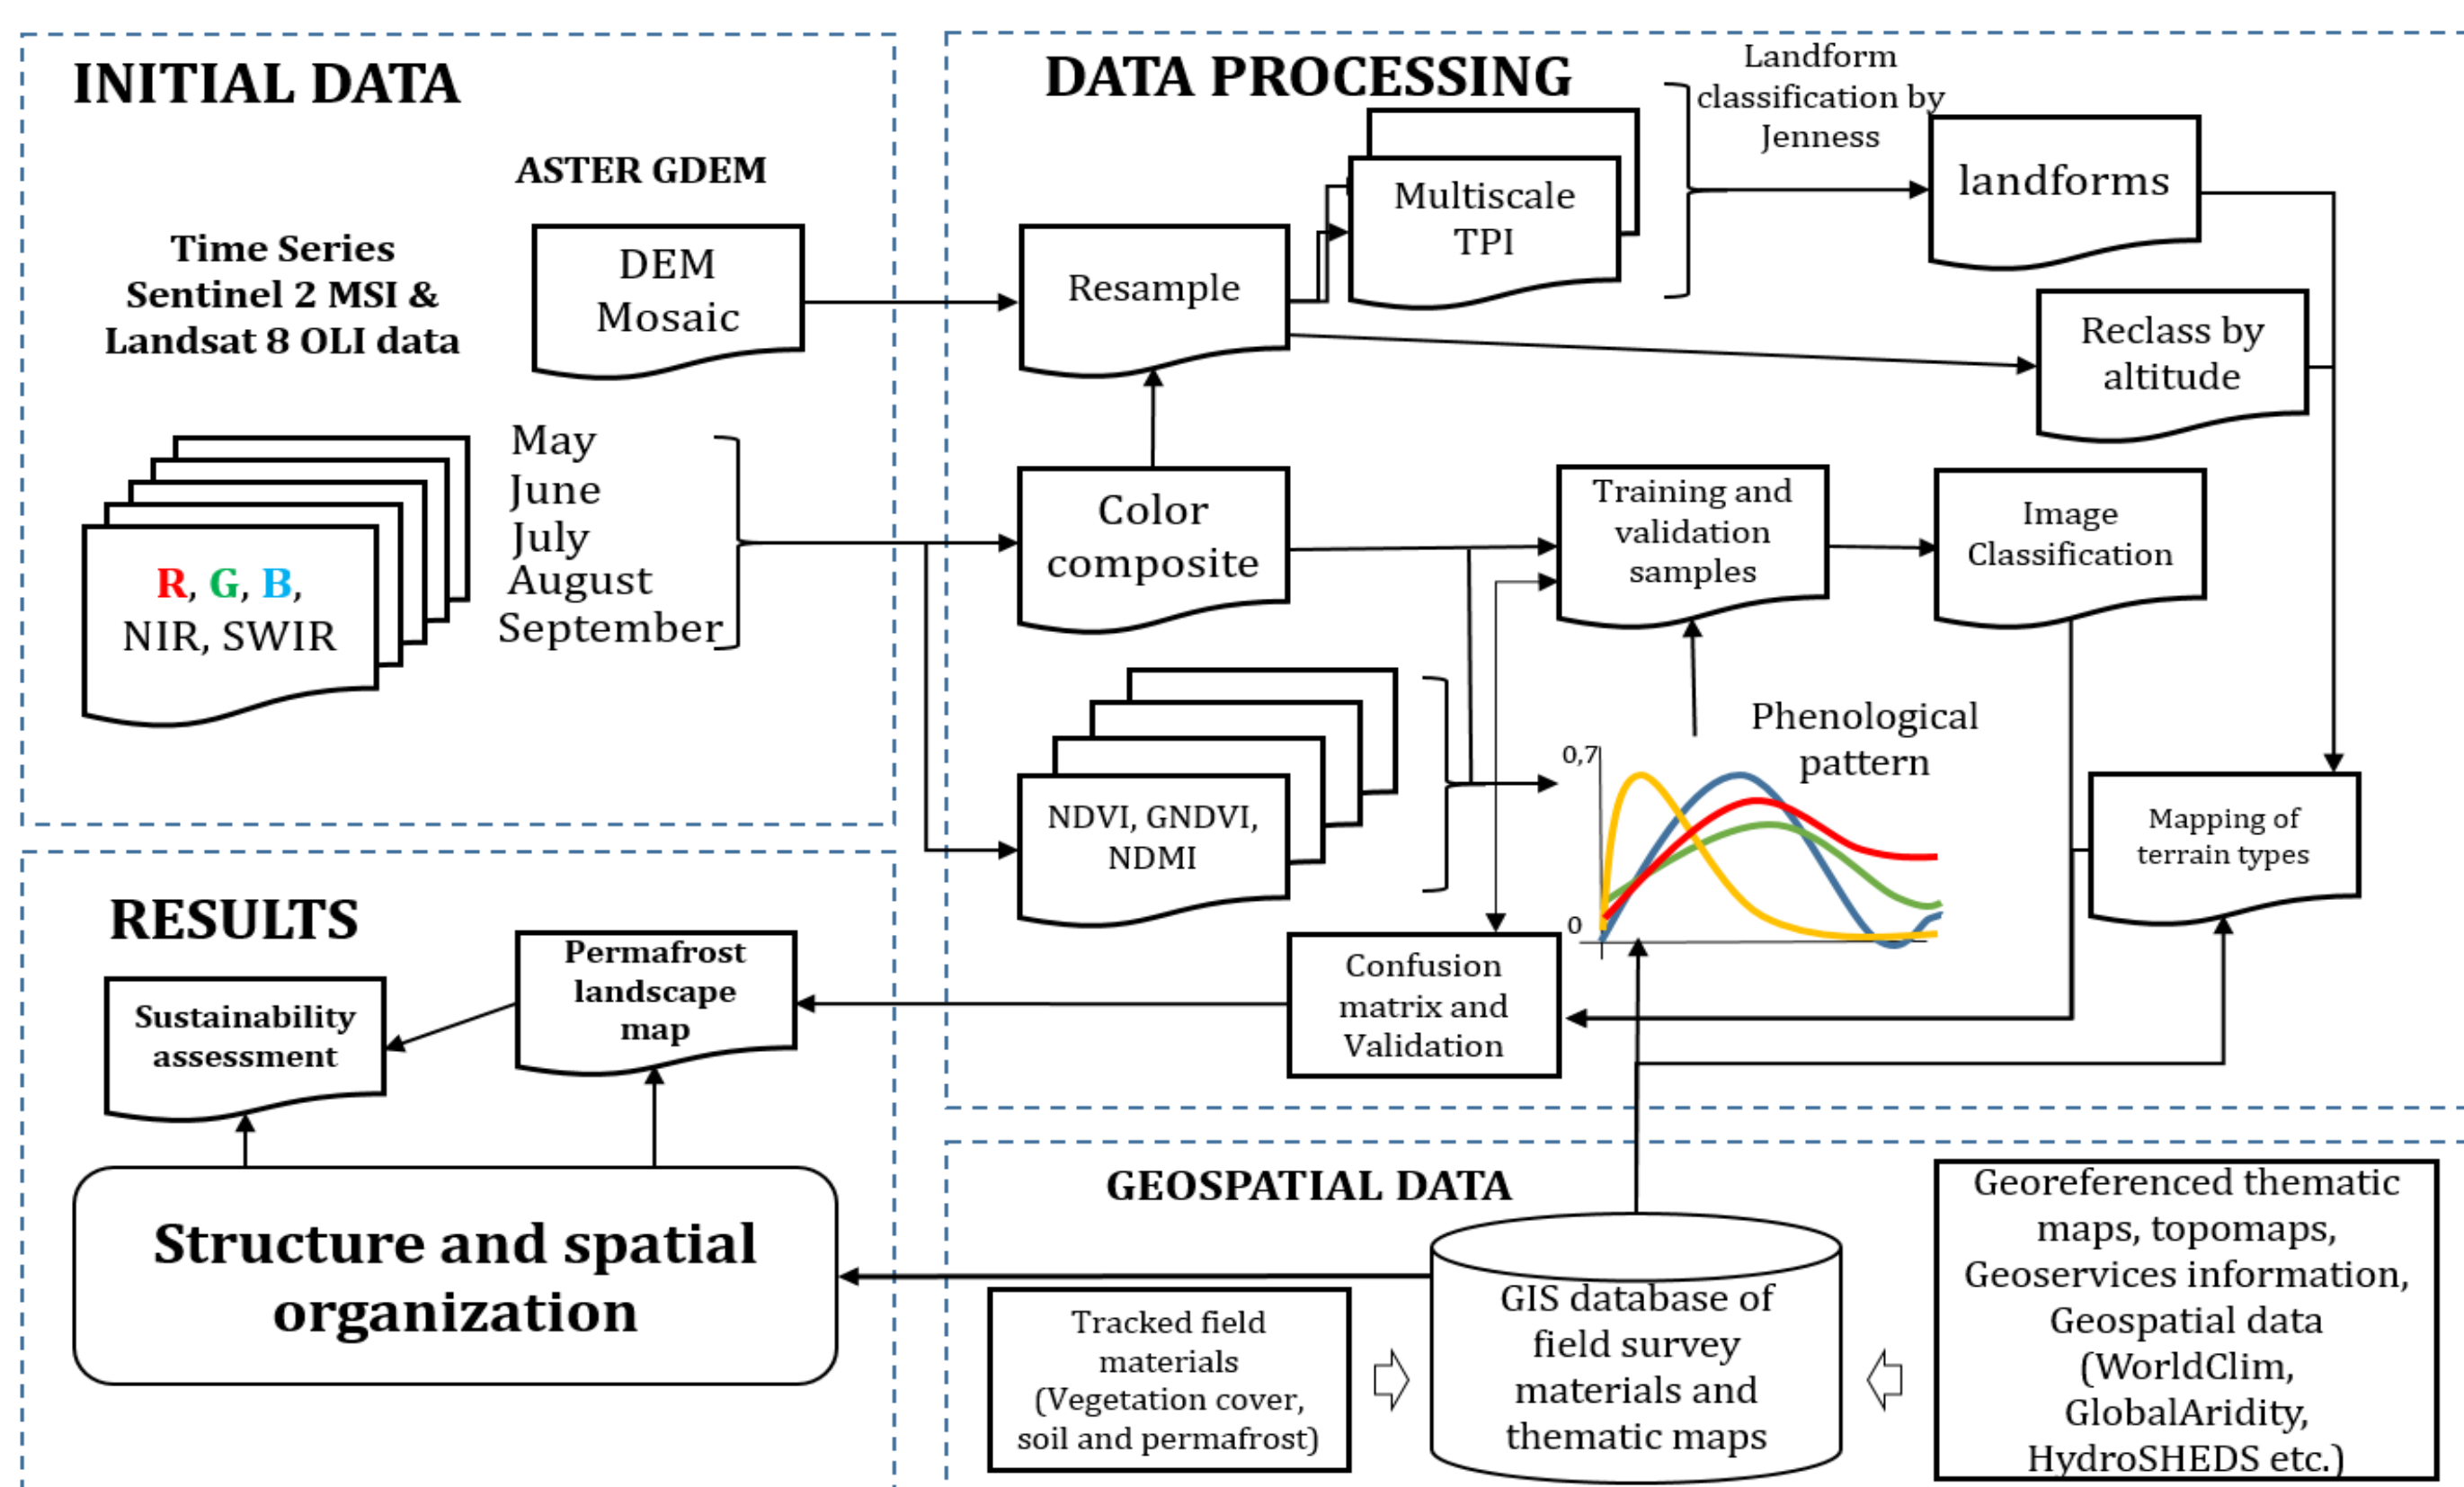 INITIAL DATA
ASTER GDEM
Time Series
Sentinel 2 MSI &
Landsat 8 OLI data
DEM
Mosaic
May
June
July
August
September
R, G, B,
NIR, SWIR
DATA PROCESSING
Landform
classification by
Jenness
Multiscale
TPI
landforms
Resample
Reclass by
altitude
Color
composite
Training and
validation
samples
Image
Classification
NDVI, GNDVI,
NDMI
Phenological
pattern
0,7
0
Mapping of
terrain types
Confusion
matrix and
Validation
RESULTS
Permafrost
landscape
map
Sustainability
assessment
Structure and spatial
organization
GEOSPATIAL DATA
Tracked field
materials
(Vegetation cover,
soil and permafrost)
GIS database of
field survey
materials and
thematic maps
Georeferenced thematic
maps, topomaps,
Geoservices information,
Geospatial data
(WorldClim,
GlobalAridity,
HydroSHEDS etc.)